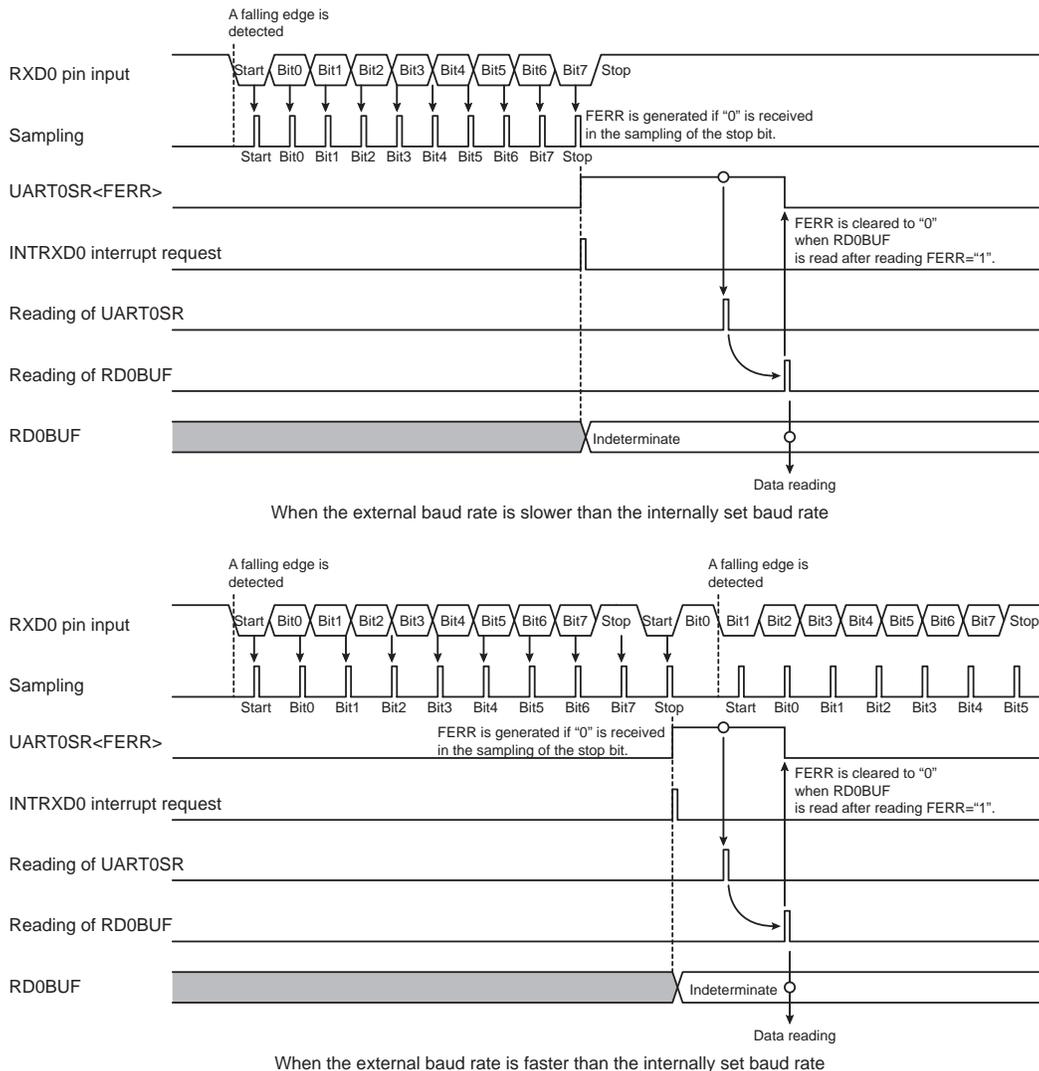 A falling edge is
detected
RXD0 pin input
Start Bit0 Bit1 Bit2 Bit3 Bit4 Bit5 Bit6 Bit7 Stop
FERR is generated if “0” is received
in the sampling of the stop bit.
Sampling
Start Bit0 Bit1 Bit2 Bit3 Bit4 Bit5 Bit6 Bit7 Stop
UART0SR<FERR>
FERR is cleared to “0”
when RD0BUF
is read after reading FERR=“1”.
INTRXD0 interrupt request
Reading of UART0SR
Reading of RD0BUF
RD0BUF
Indeterminate
Data reading
When the external baud rate is slower than the internally set baud rate
A falling edge is
detected
A falling edge is
detected
RXD0 pin input
Start Bit0 Bit1 Bit2 Bit3 Bit4 Bit5 Bit6 Bit7 Stop Start Bit0 Bit1 Bit2 Bit3 Bit4 Bit5 Bit6 Bit7 Stop
Sampling
Start Bit0 Bit1 Bit2 Bit3 Bit4 Bit5 Bit6 Bit7 Stop Start Bit0 Bit1 Bit2 Bit3 Bit4 Bit5
FERR is generated if “0” is received
in the sampling of the stop bit.
UART0SR<FERR>
FERR is cleared to “0”
when RD0BUF
is read after reading FERR=“1”.
INTRXD0 interrupt request
Reading of UART0SR
Reading of RD0BUF
RD0BUF
Indeterminate
Data reading
When the external baud rate is faster than the internally set baud rate